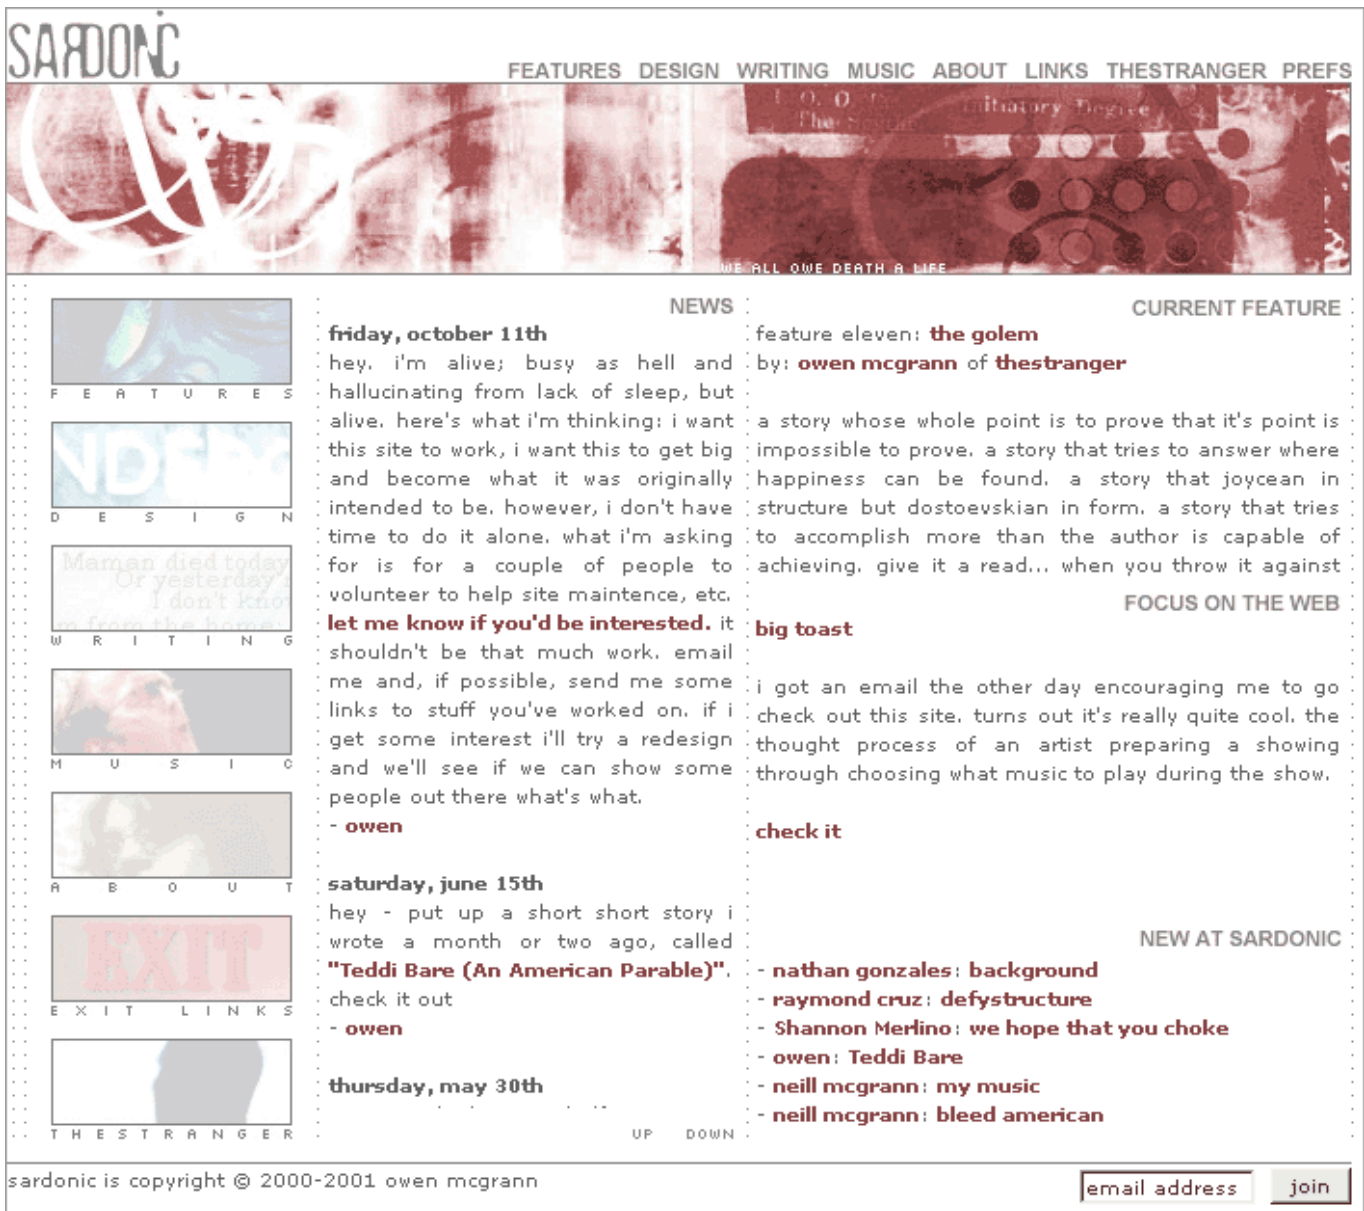 SARDONIC
FEATURES DESIGN WRITING MUSIC ABOUT LINKS THESTRANGER PREFS
Initiatory Degree
WE ALL OWE DEATH A LIFE
FEATURES
DESIGN
Maman died today
Or yesterday
I don't know
m from the home:
WRITING
MUSIC
ABOUT
EXIT
EXIT LINKS
THESTRANGER
NEWS
friday, october 11th
hey. i'm alive; busy as hell and
hallucinating from lack of sleep, but
alive. here's what i'm thinking: i want
this site to work, i want this to get big
and become what it was originally
intended to be. however, i don't have
time to do it alone. what i'm asking
for is for a couple of people to
volunteer to help site maintence, etc.
let me know if you'd be interested. it
shouldn't be that much work. email
me and, if possible, send me some
links to stuff you've worked on. if i
get some interest i'll try a redesign
and we'll see if we can show some
people out there what's what.
- owen
saturday, june 15th
hey - put up a short short story i
wrote a month or two ago, called
"Teddi Bare (An American Parable)".
check it out
- owen
thursday, may 30th
UP DOWN
CURRENT FEATURE
feature eleven: the golem
by: owen mcgrann of thestranger
a story whose whole point is to prove that it's point is
impossible to prove. a story that tries to answer where
happiness can be found. a story that joycean in
structure but dostoevskian in form. a story that tries
to accomplish more than the author is capable of
achieving. give it a read... when you throw it against
FOCUS ON THE WEB
big toast
i got an email the other day encouraging me to go
check out this site. turns out it's really quite cool. the
thought process of an artist preparing a showing
through choosing what music to play during the show.
check it
NEW AT SARDONIC
- nathan gonzales: background
- raymond cruz: defystructure
- Shannon Merlino: we hope that you choke
- owen: Teddi Bare
- neill mcgrann: my music
- neill mcgrann: bleed american
sardonic is copyright © 2000-2001 owen mcgrann
email address
join